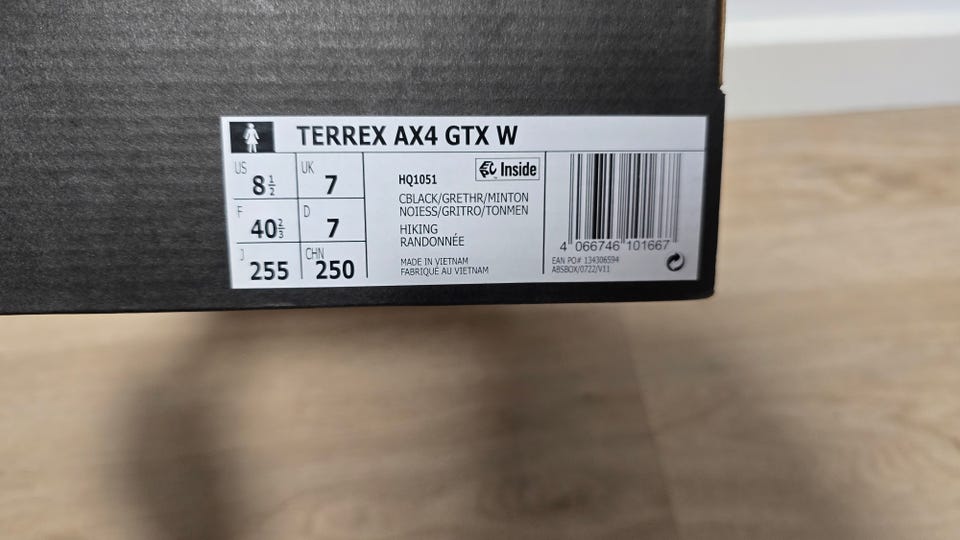 TERREX AX4 GTX W
US 8 1/2 UK 7
F 40 2/3 D 7
J 255 CHN 250
Inside
HQ1051
CBLACK/GRETHR/MINTON
NOIESS/GRITRO/TONMEN
HIKING
RANDONNÉE
MADE IN VIETNAM
FABRIQUÉ AU VIETNAM
4 066746 101667
EAN PO# 134306594
ABSBOX/0722/V11